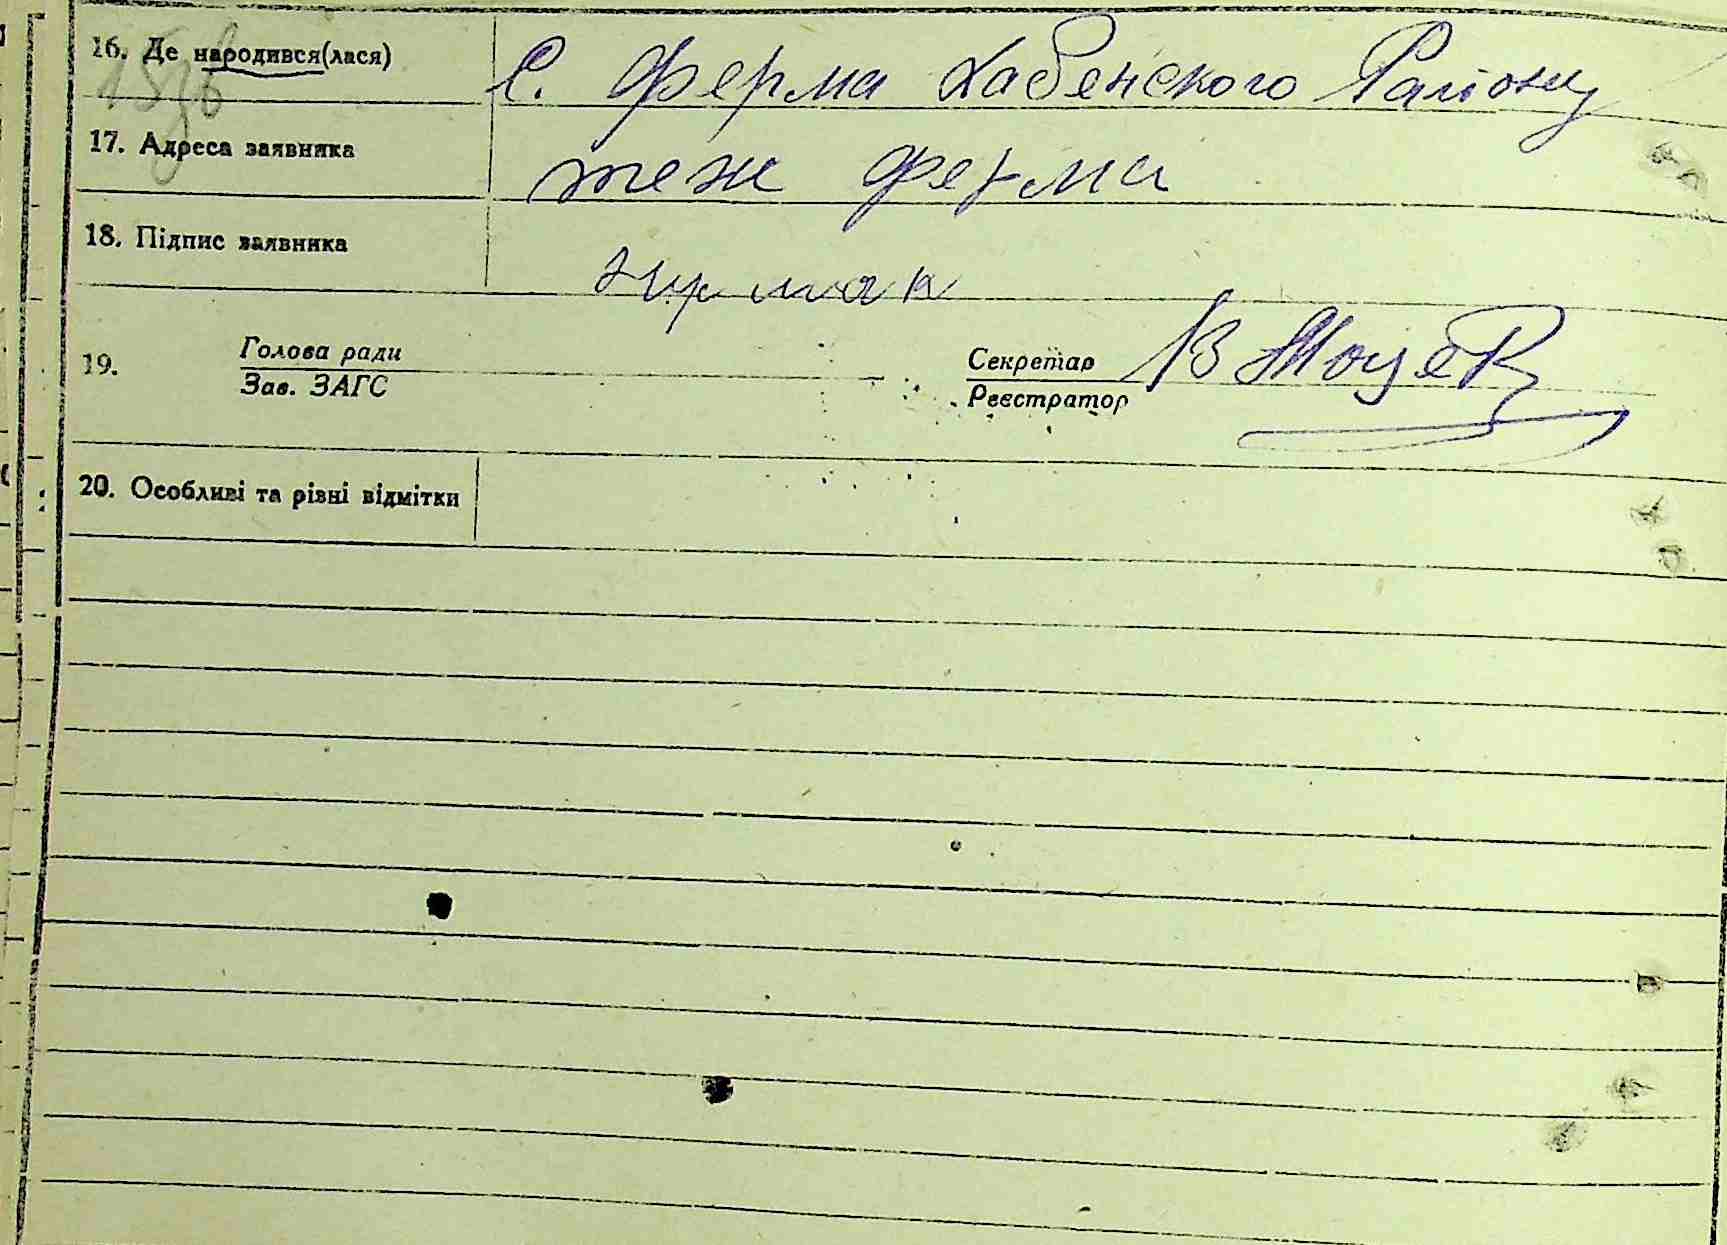 16. Де народився(лася) С. Ферма Хабенского Району
17. Адреса заявника теж ферма
18. Підпис заявника
19. Голова ради Секретар
Зав. ЗАГС Реєстратор
20. Особливі та рівні відмітки